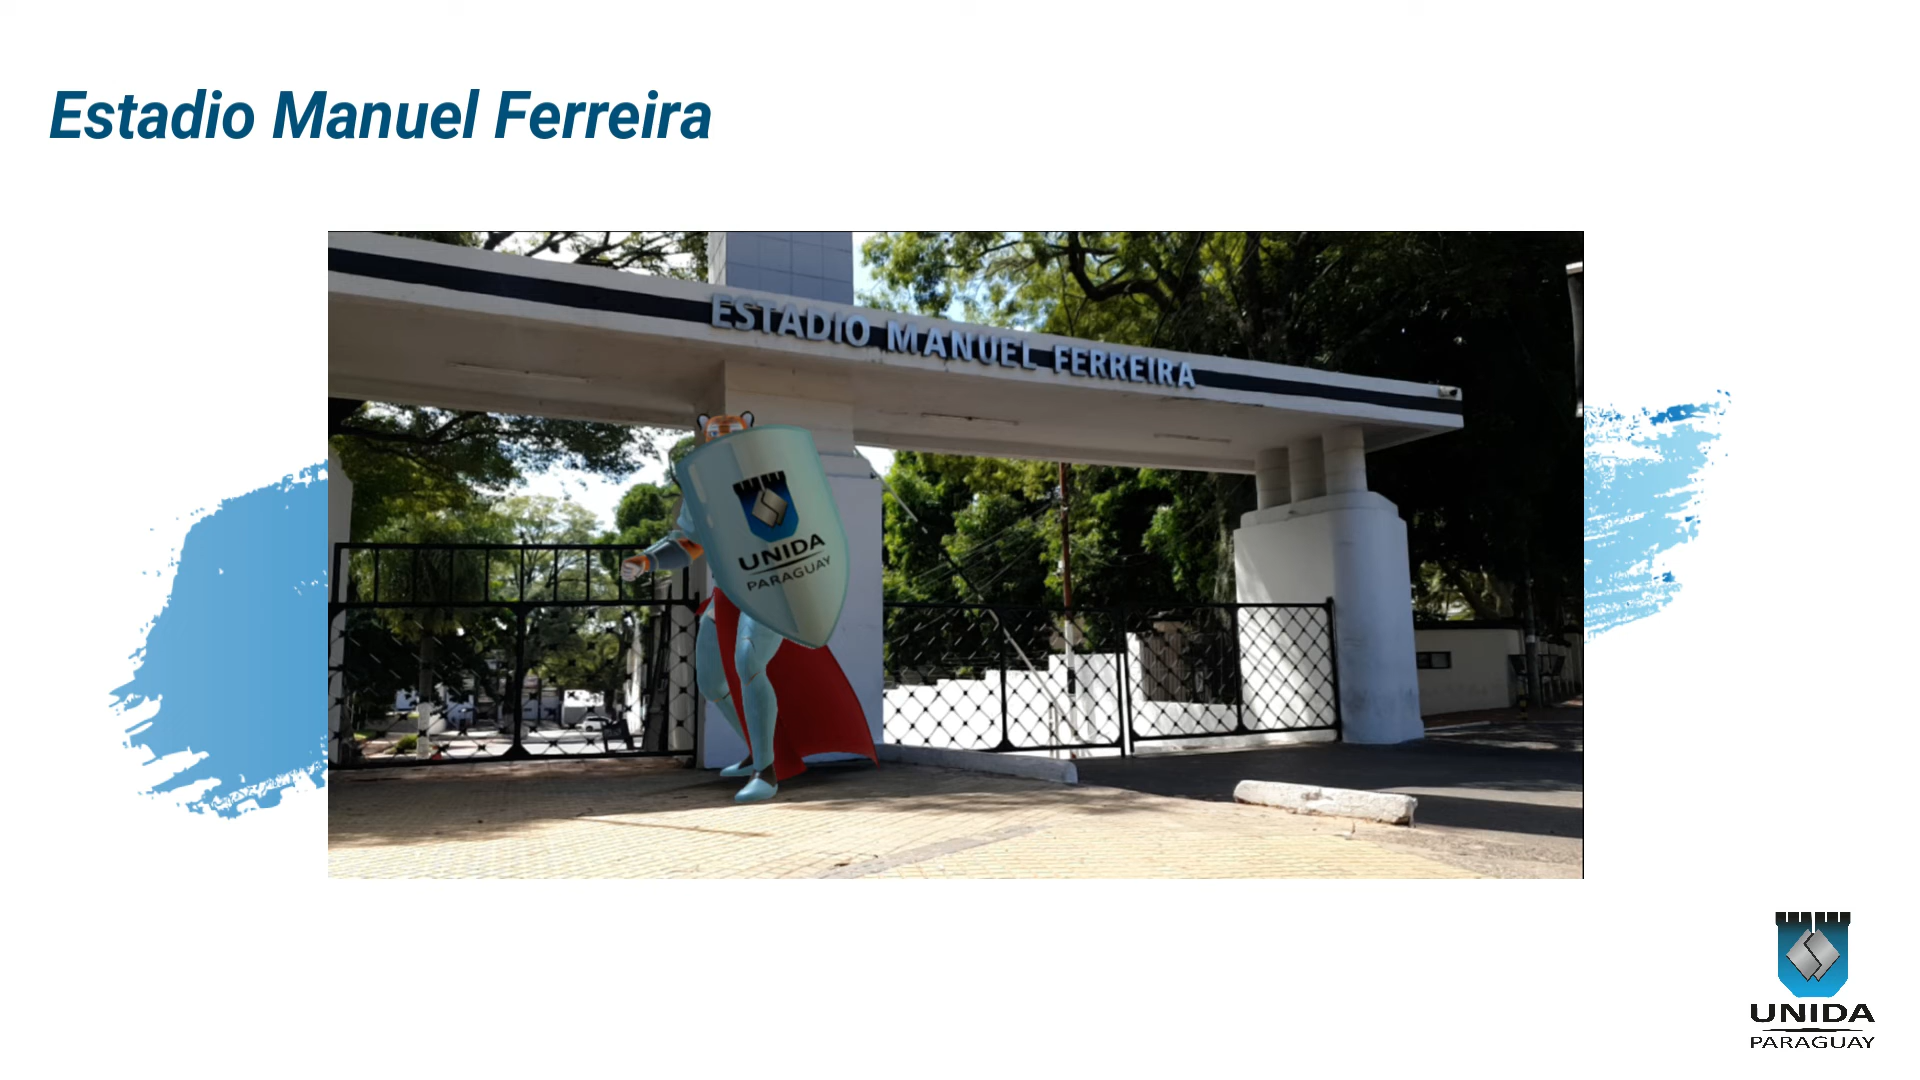 Estadio Manuel Ferreira
ESTADIO MANUEL FERREIRA
UNIDA
PARAGUAY
UNIDA
PARAGUAY